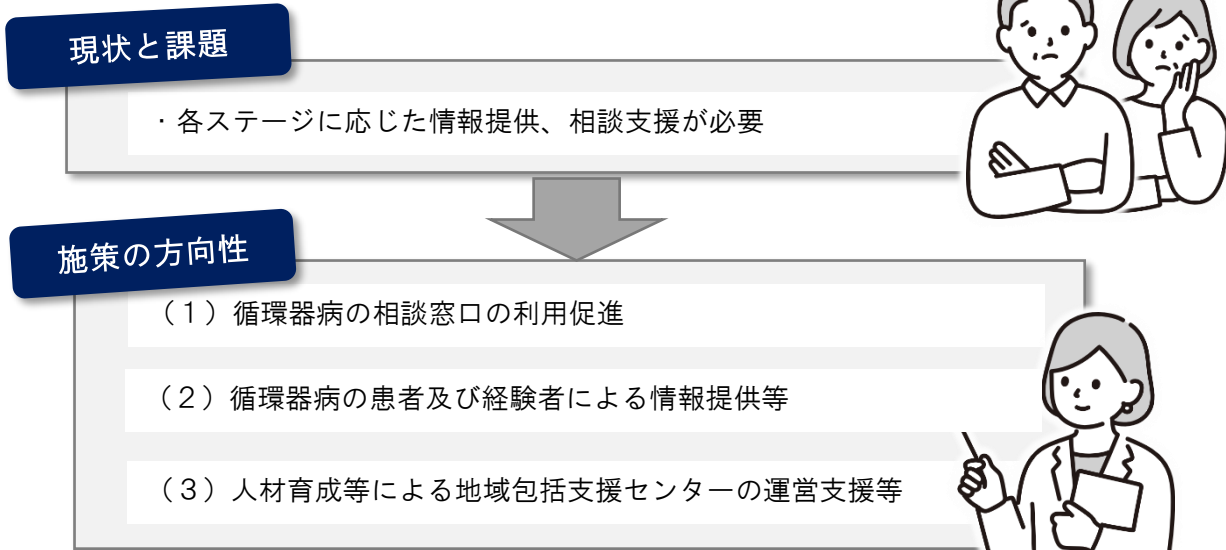 現状と課題
・各ステージに応じた情報提供、相談支援が必要
施策の方向性
（１）循環器病の相談窓口の利用促進
（２）循環器病の患者及び経験者による情報提供等
（３）人材育成等による地域包括支援センターの運営支援等